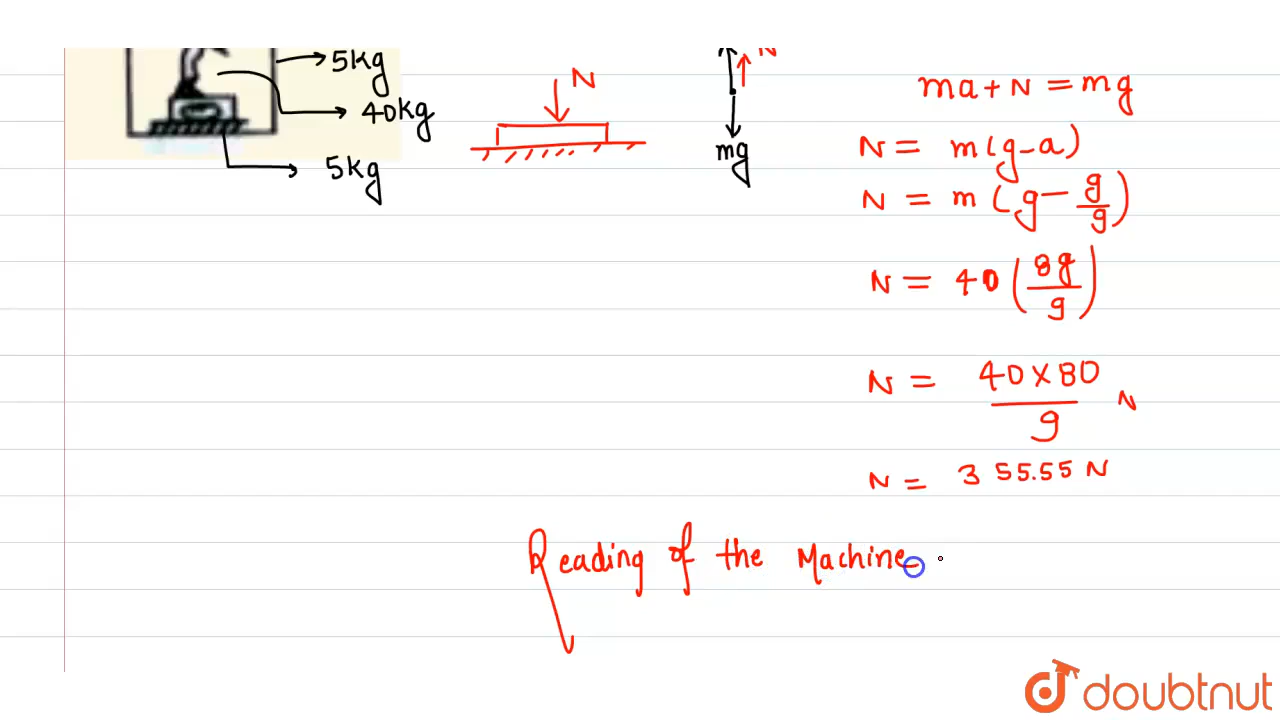 5kg
40kg
5kg
N
N
mg
ma + N = mg
N = m(g-a)
N = m(g - g/9)
N = 40(8g/9)
N = 40×80/9 N
N = 355.55 N
Reading of the Machine
doubtnut